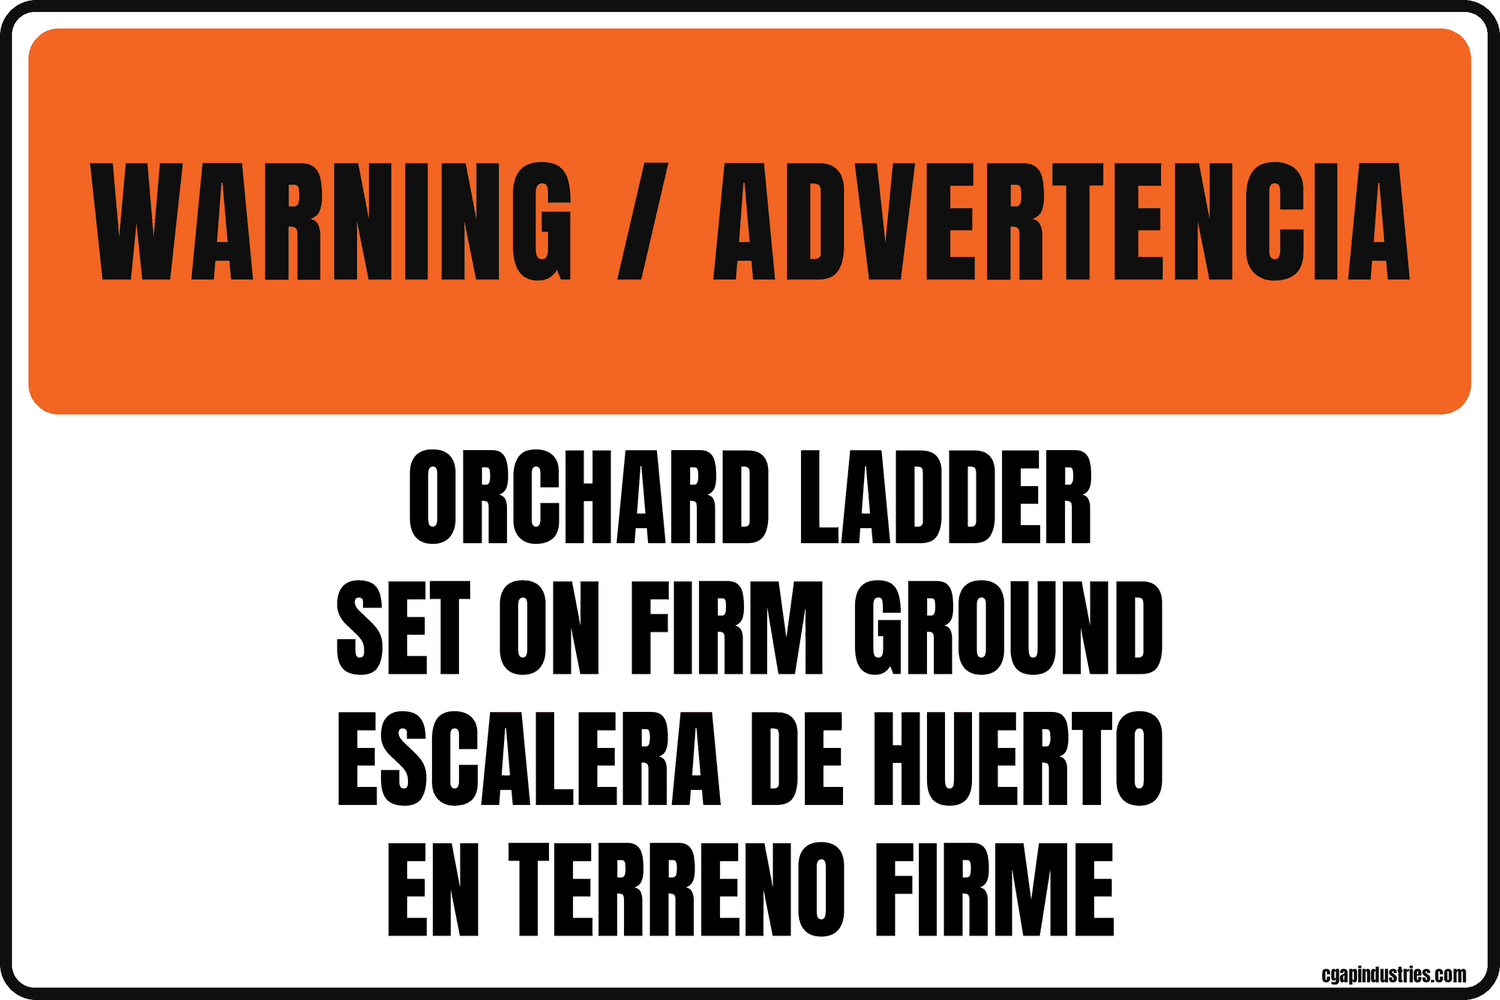 WARNING / ADVERTENCIA
ORCHARD LADDER
SET ON FIRM GROUND
ESCALERA DE HUERTO
EN TERRENO FIRME
cgapindustries.com